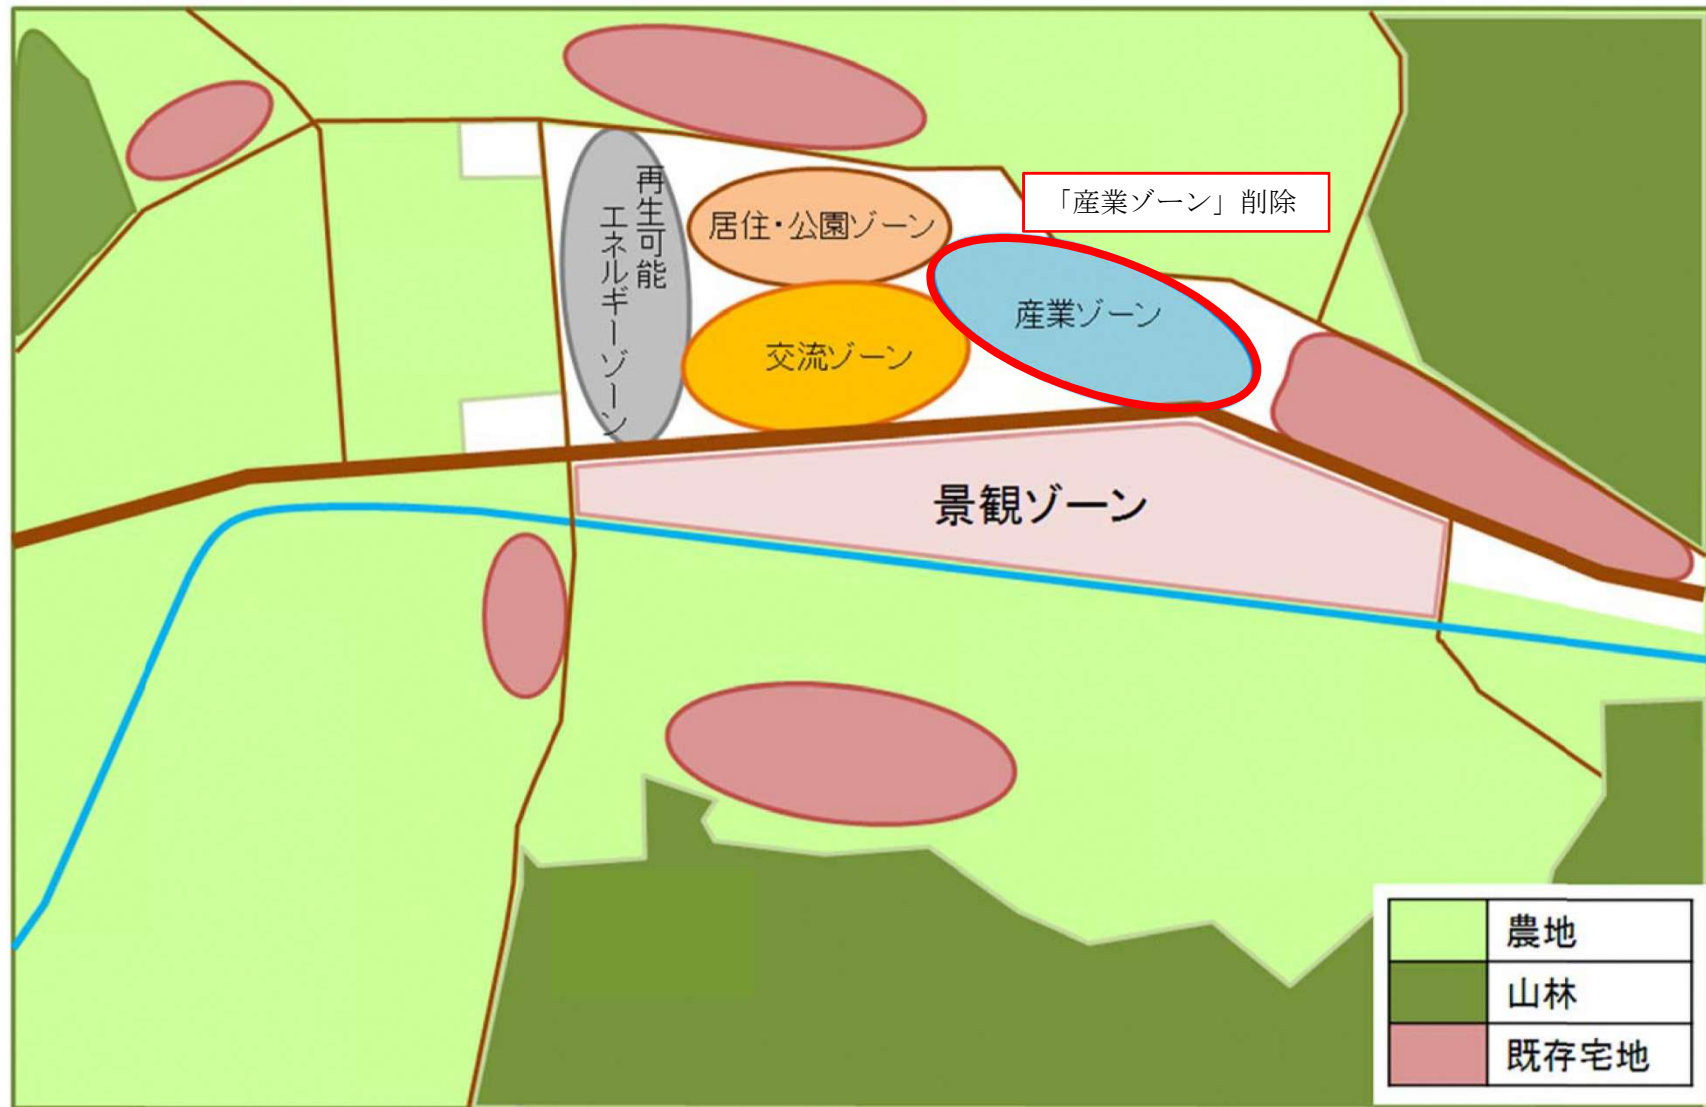 「産業ゾーン」削除
再生可能
エネルギーゾーン
居住・公園ゾーン
産業ゾーン
交流ゾーン
景観ゾーン
農地
山林
既存宅地